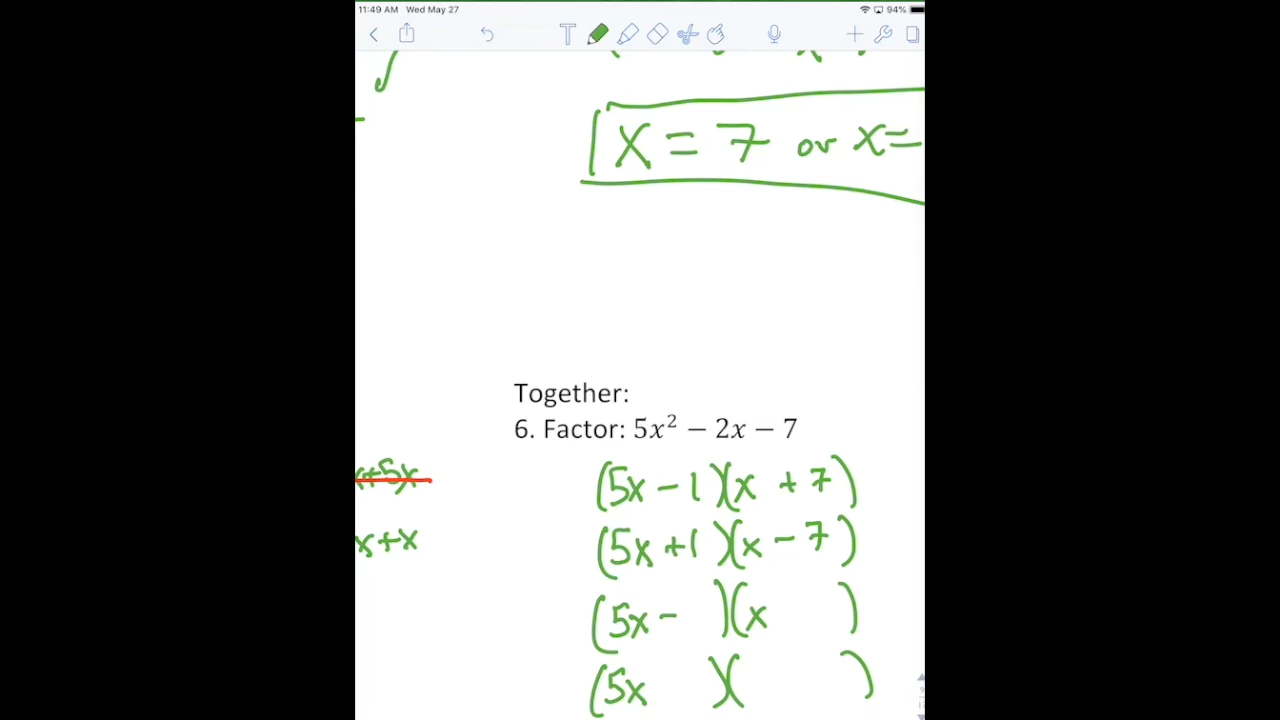 11:49 AM Wed May 27
94%
T
X = 7 or x=
Together:
6. Factor: 5x² − 2x − 7
+5x
(5x − 1)(x + 7)
x+x
(5x +1)(x − 7)
(5x − )(x )
(5x )( )